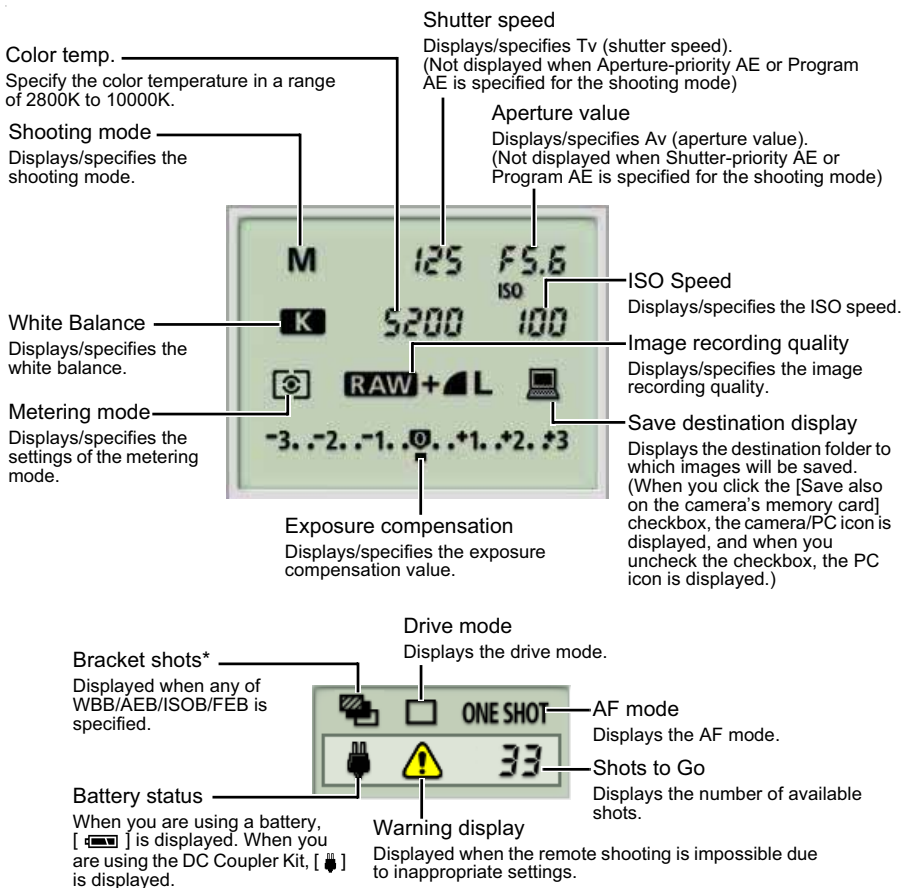 Shutter speed
Displays/specifies Tv (shutter speed).
(Not displayed when Aperture-priority AE or Program
AE is specified for the shooting mode)
Color temp.
Specify the color temperature in a range
of 2800K to 10000K.
Aperture value
Displays/specifies Av (aperture value).
(Not displayed when Shutter-priority AE or
Program AE is specified for the shooting mode)
Shooting mode
Displays/specifies the
shooting mode.
M 125 F5.6
ISO
K 5200 100
RAW + L
-3. .-2. .-1. .0. .+1. .+2. .+3
ISO Speed
Displays/specifies the ISO speed.
White Balance
Displays/specifies the
white balance.
Image recording quality
Displays/specifies the image
recording quality.
Metering mode
Displays/specifies the
settings of the metering
mode.
Save destination display
Displays the destination folder to
which images will be saved.
(When you click the [Save also
on the camera's memory card]
checkbox, the camera/PC icon is
displayed, and when you
uncheck the checkbox, the PC
icon is displayed.)
Exposure compensation
Displays/specifies the exposure
compensation value.
Drive mode
Displays the drive mode.
Bracket shots*
Displayed when any of
WBB/AEB/ISOB/FEB is
specified.
ONE SHOT
33
AF mode
Displays the AF mode.
Shots to Go
Displays the number of available
shots.
Battery status
When you are using a battery,
[ ] is displayed. When you
are using the DC Coupler Kit, [ ]
is displayed.
Warning display
Displayed when the remote shooting is impossible due
to inappropriate settings.